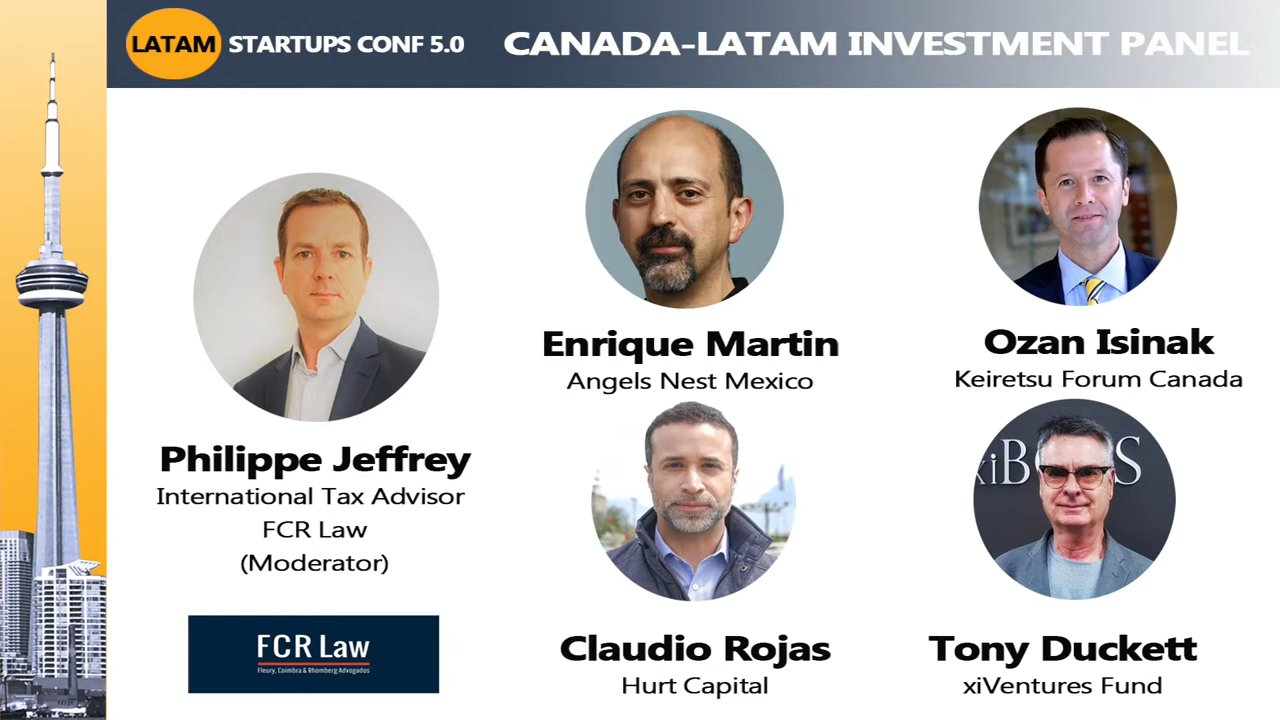 LATAM STARTUPS CONF 5.0
CANADA-LATAM INVESTMENT PANEL
Philippe Jeffrey
International Tax Advisor
FCR Law
(Moderator)
FCR Law
Fleury, Coimbra & Rhomberg Advogados
Enrique Martin
Angels Nest Mexico
Ozan Isinak
Keiretsu Forum Canada
Claudio Rojas
Hurt Capital
xiB S
Tony Duckett
xiVentures Fund